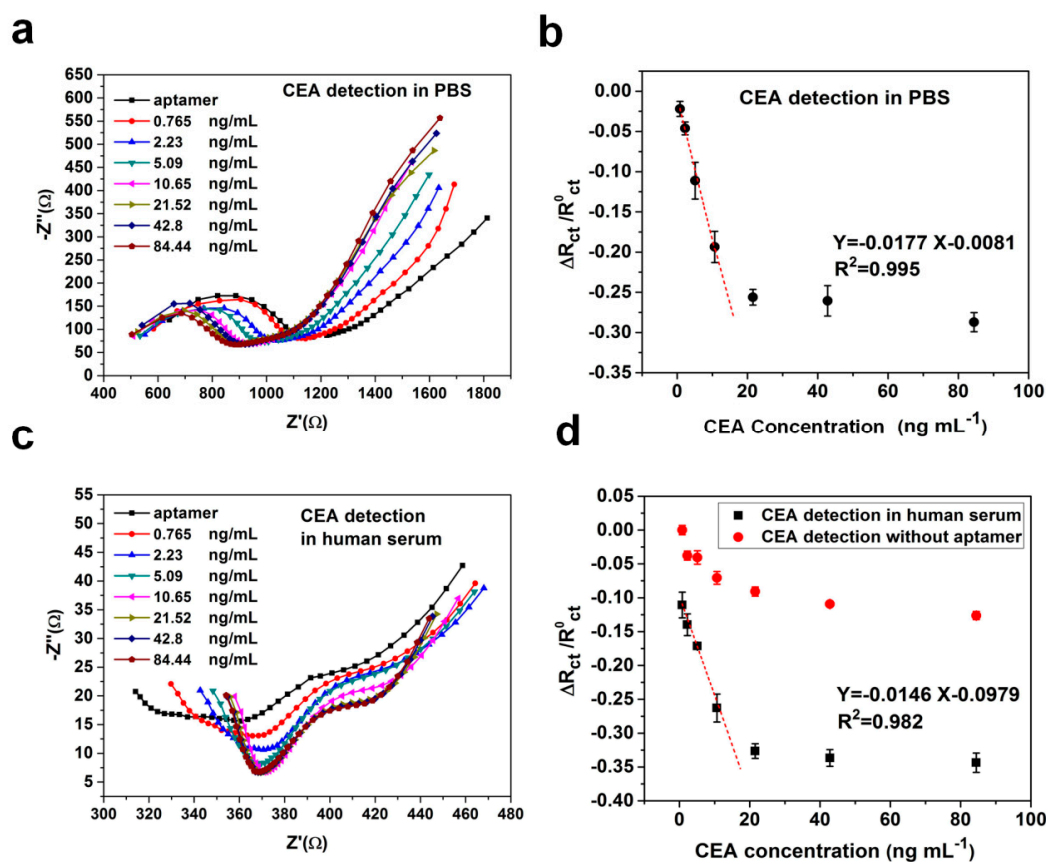 a
CEA detection in PBS
aptamer
0.765 ng/mL
2.23 ng/mL
5.09 ng/mL
10.65 ng/mL
21.52 ng/mL
42.8 ng/mL
84.44 ng/mL
650
600
550
500
450
400
350
300
250
200
150
100
50
0
-Z''(Ω)
400 600 800 1000 1200 1400 1600 1800
Z'(Ω)
b
CEA detection in PBS
0.00
-0.05
-0.10
-0.15
-0.20
-0.25
-0.30
-0.35
ΔRct/R⁰ct
Y=-0.0177 X-0.0081
R²=0.995
0 20 40 60 80 100
CEA Concentration (ng mL⁻¹)
c
CEA detection
in human serum
aptamer
0.765 ng/mL
2.23 ng/mL
5.09 ng/mL
10.65 ng/mL
21.52 ng/mL
42.8 ng/mL
84.44 ng/mL
55
50
45
40
35
30
25
20
15
10
5
-Z''(Ω)
300 320 340 360 380 400 420 440 460 480
Z'(Ω)
d
CEA detection in human serum
CEA detection without aptamer
0.05
0.00
-0.05
-0.10
-0.15
-0.20
-0.25
-0.30
-0.35
-0.40
ΔRct/R⁰ct
Y=-0.0146 X-0.0979
R²=0.982
0 20 40 60 80 100
CEA concentration (ng mL⁻¹)